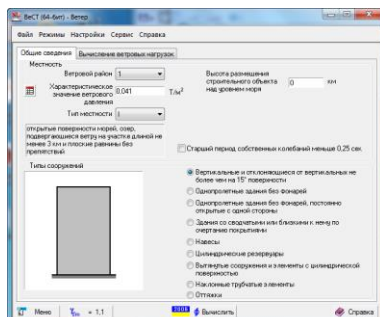 ВеСТ (64-бит) - Ветер
Файл Режимы Настройки Сервис Справка
Общие сведения Вычисление ветровых нагрузок
Местность
Ветровой район 1
Характеристическое значение ветрового давления 0,041 Т/м²
Тип местности I
открытые поверхности морей, озер,
подвергающиеся ветру на участке длиной не
менее 3 км и плоские равнины без
препятствий
Высота размещения
строительного объекта
над уровнем моря
0 км
Старший период собственных колебаний меньше 0,25 сек.
Типы сооружений
Вертикальные и отклоняющиеся от вертикальных не
более чем на 15° поверхности
Однопролетные здания без фонарей
Однопролетные здания без фонарей, постоянно
открытые с одной стороны
Здания со сводчатыми или близкими к нему по
очертанию покрытиями
Навесы
Цилиндрические резервуары
Вытянутые сооружения и элементы с цилиндрической
поверхностью
Наклонные трубчатые элементы
Оттяжки
Меню = 1,1 Вычислить Справка